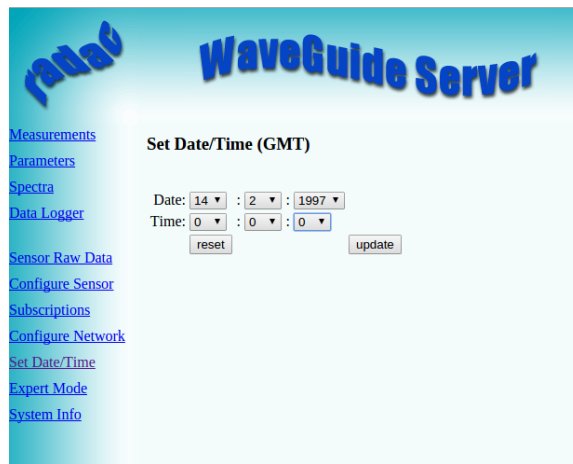 radac
WaveGuide Server
Measurements
Parameters
Spectra
Data Logger
Sensor Raw Data
Configure Sensor
Subscriptions
Configure Network
Set Date/Time
Expert Mode
System Info
Set Date/Time (GMT)
Date: 14 : 2 : 1997
Time: 0 : 0 : 0
reset update